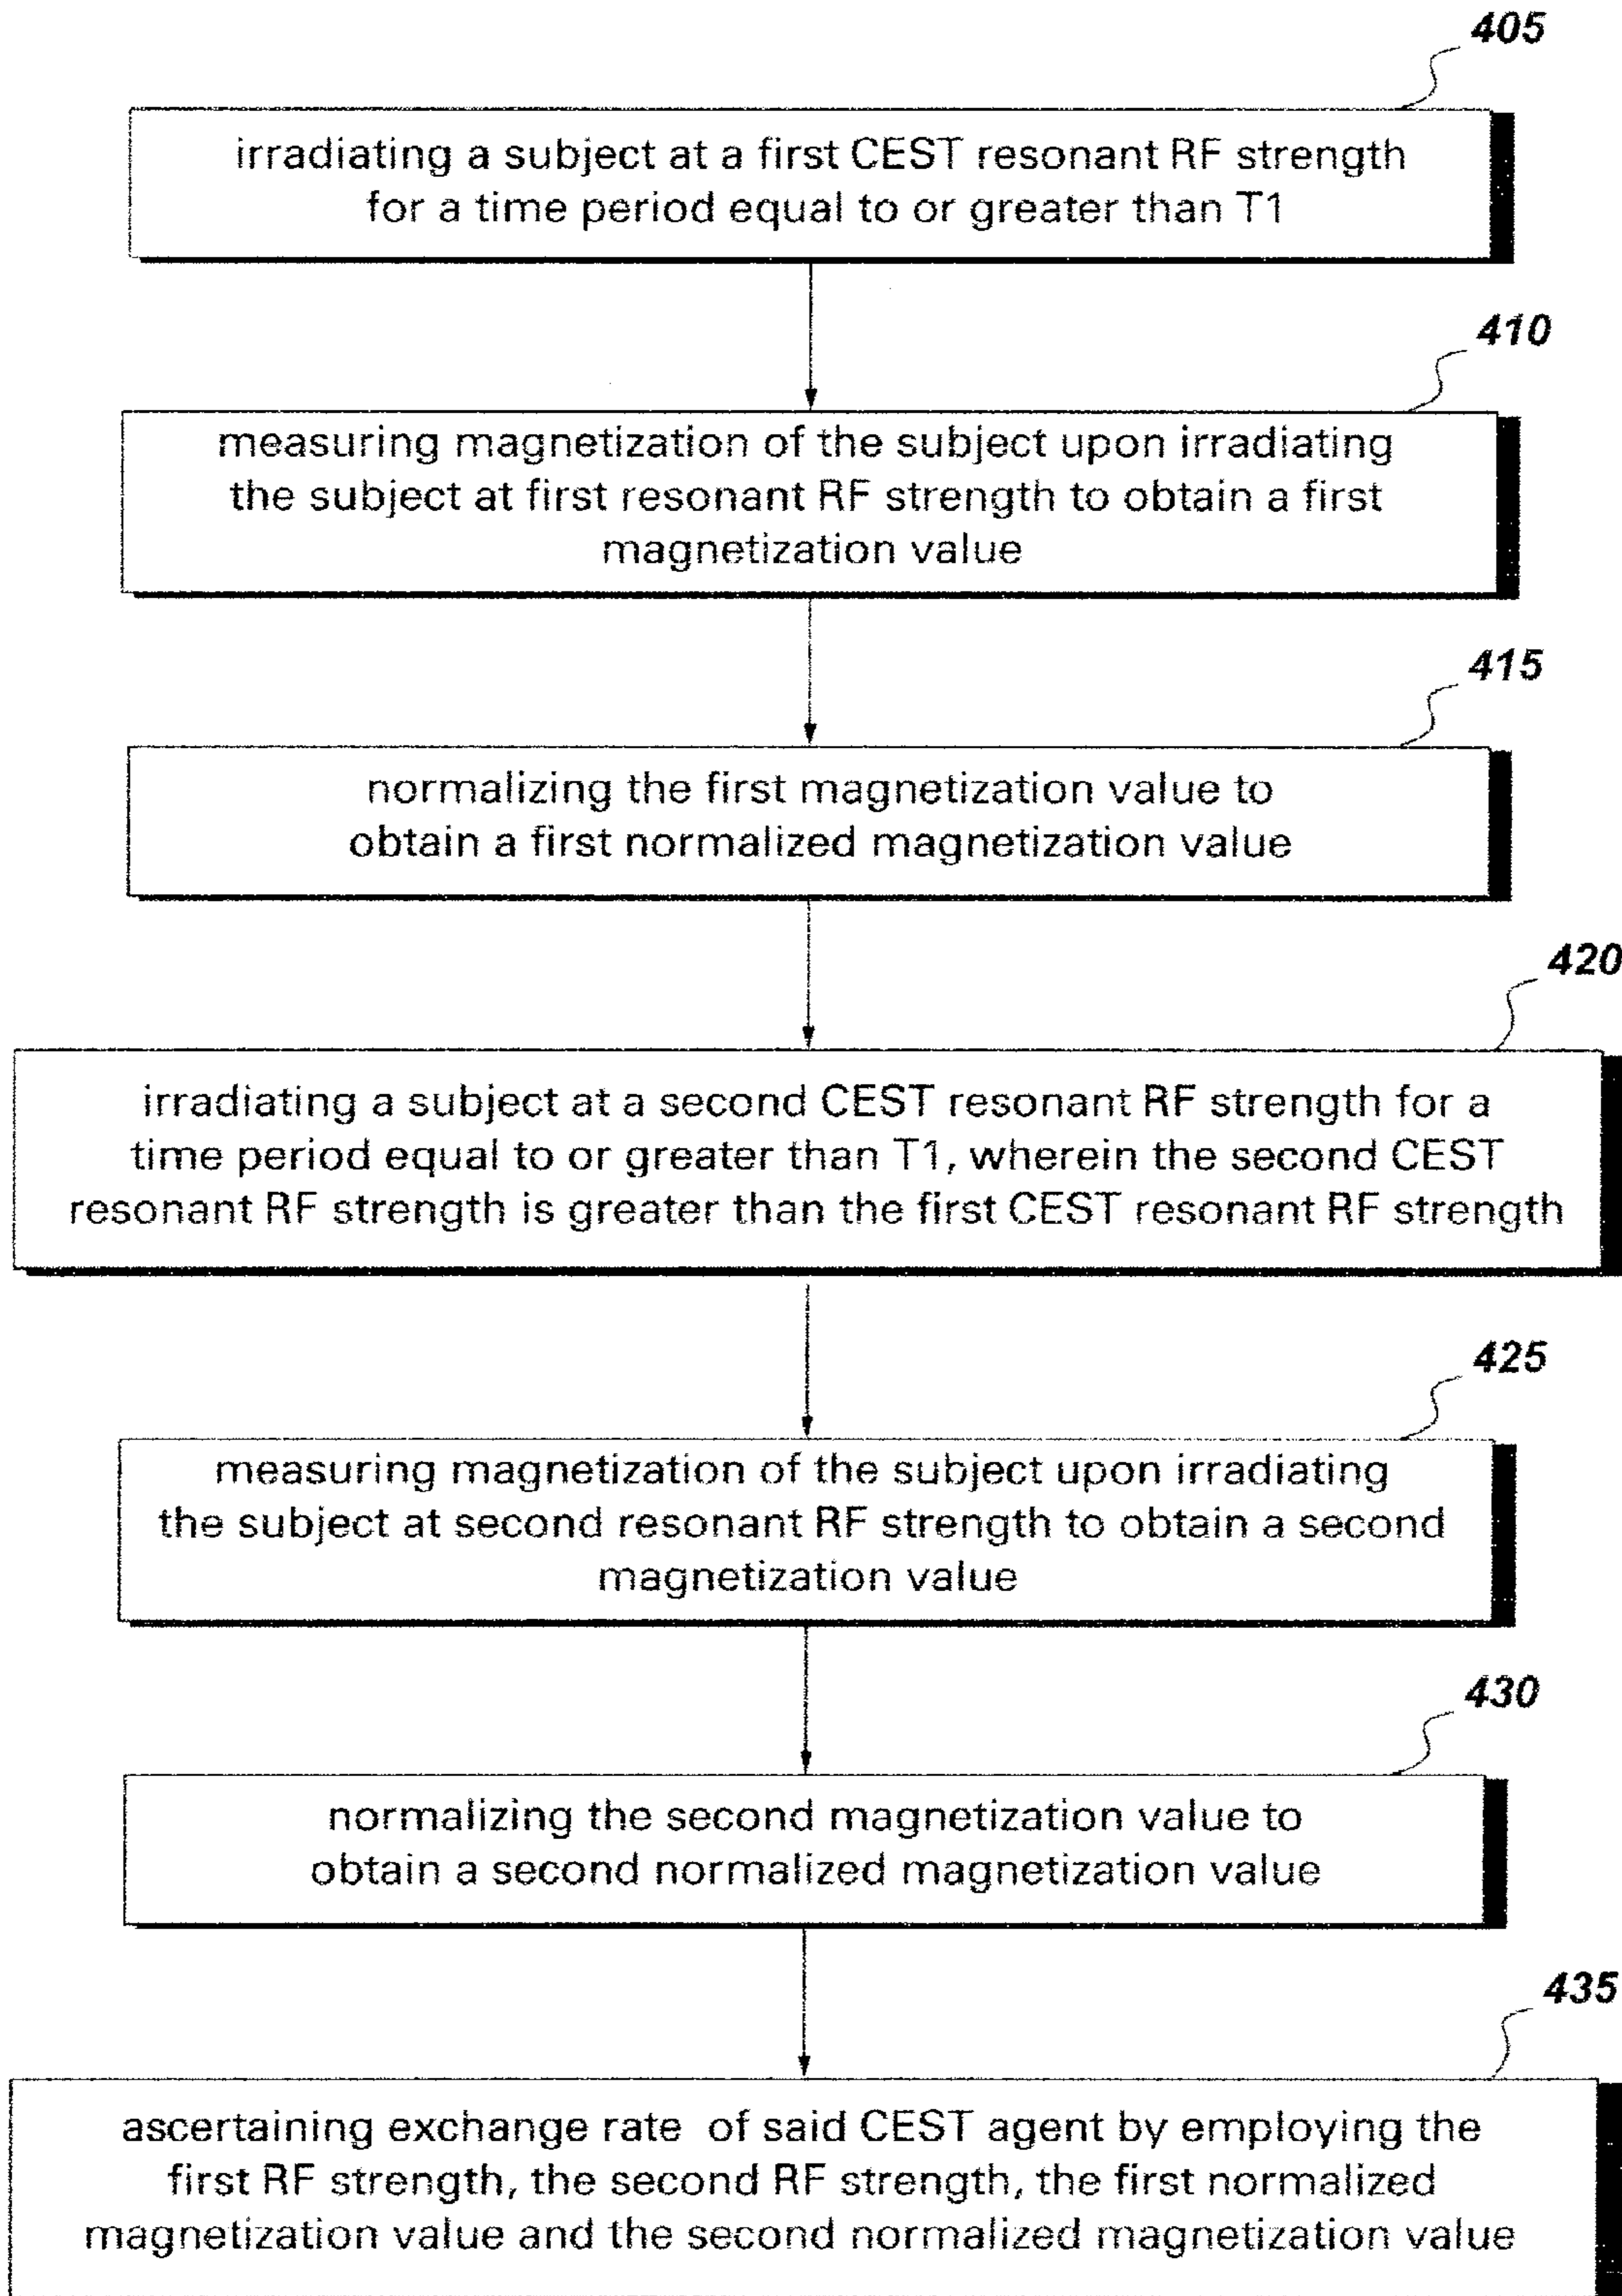 405
irradiating a subject at a first CEST resonant RF strength
for a time period equal to or greater than T1
410
measuring magnetization of the subject upon irradiating
the subject at first resonant RF strength to obtain a first
magnetization value
415
normalizing the first magnetization value to
obtain a first normalized magnetization value
420
irradiating a subject at a second CEST resonant RF strength for a
time period equal to or greater than T1, wherein the second CEST
resonant RF strength is greater than the first CEST resonant RF strength
425
measuring magnetization of the subject upon irradiating
the subject at second resonant RF strength to obtain a second
magnetization value
430
normalizing the second magnetization value to
obtain a second normalized magnetization value
435
ascertaining exchange rate of said CEST agent by employing the
first RF strength, the second RF strength, the first normalized
magnetization value and the second normalized magnetization value